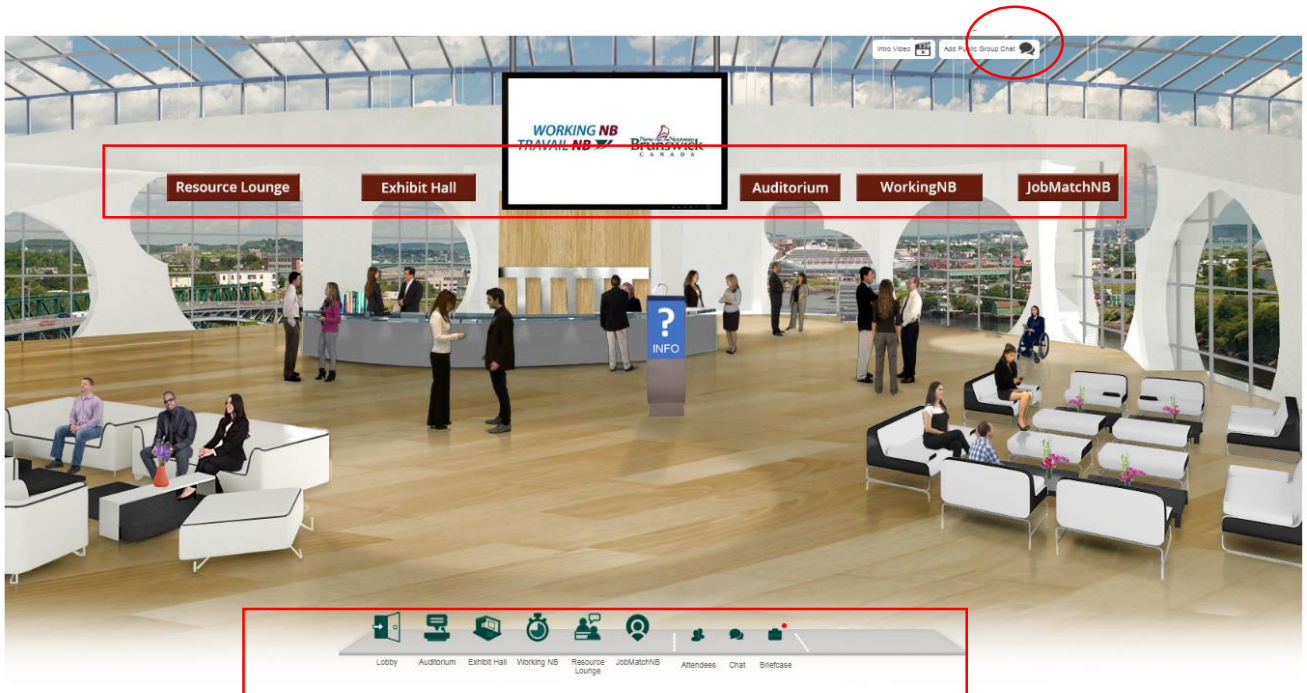 Intro Video Add Public Group Chat
WORKING NB
TRAVAIL NB
New Nouveau
Brunswick
CANADA
Resource Lounge Exhibit Hall Auditorium WorkingNB JobMatchNB
?
INFO
Lobby Auditorium Exhibit Hall Working NB Resource
Lounge JobMatchNB Attendees Chat Briefcase